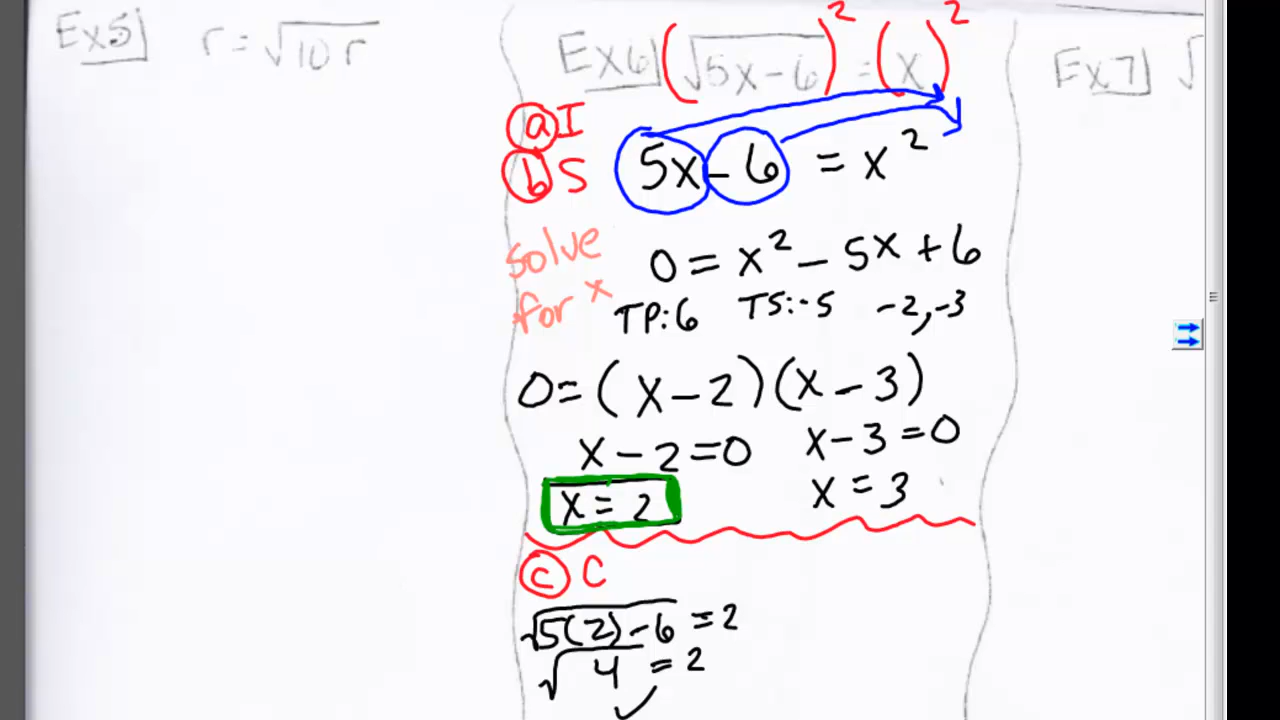 Ex5] r = √10r
Ex6] (√5x-6)² = (x)²
(a) I
(b) S
5x - 6 = x²
solve for x
0 = x² - 5x + 6
TP: 6 TS: -5 -2, -3
0 = (x - 2)(x - 3)
x - 2 = 0 x - 3 = 0
x = 2 x = 3
(c) C
√5(2) - 6 = 2
√4 = 2 ✓
Ex7] √